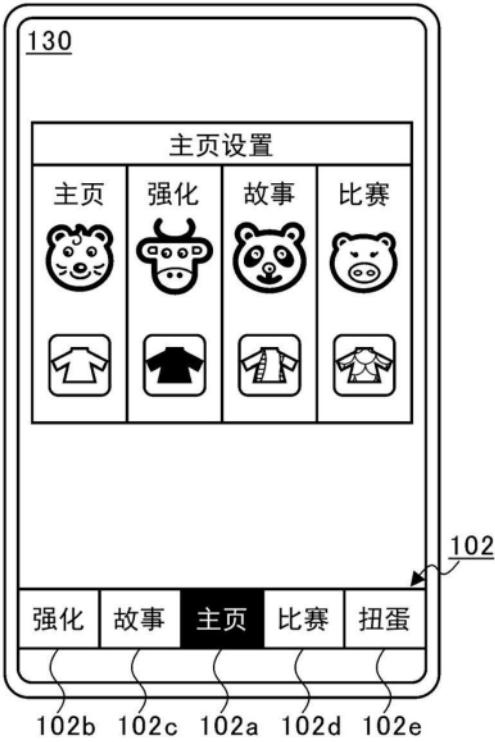 130
主页设置
主页 强化 故事 比赛
102
强化 故事 主页 比赛 扭蛋
102b 102c 102a 102d 102e